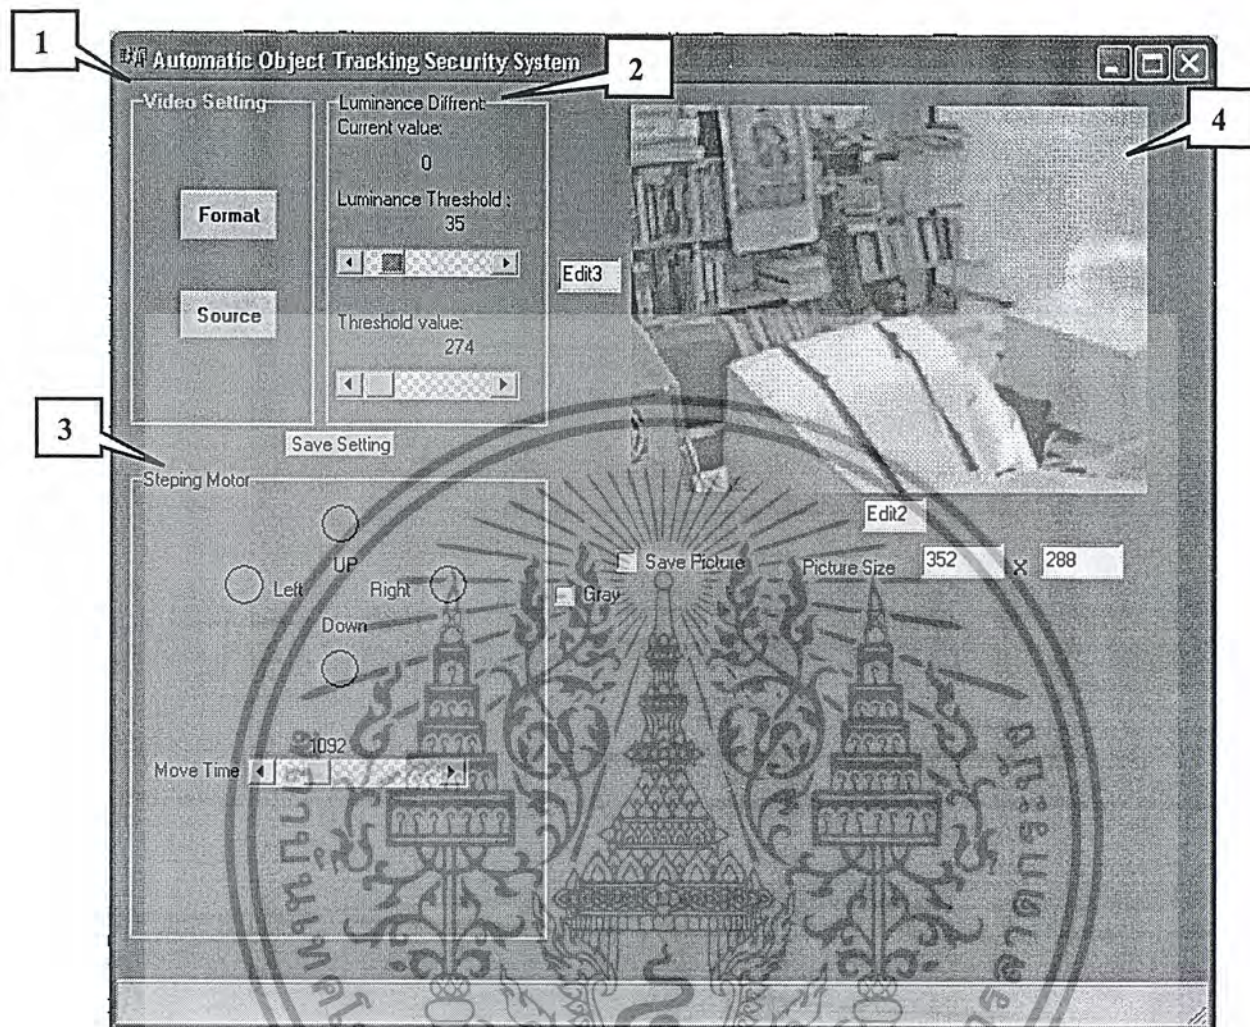 1
Automatic Object Tracking Security System
2
Video Setting
Luminance Diffrent:
Current value:
0
4
Format
Luminance Threshold :
35
Edit3
Source
Threshold value:
274
3
Save Setting
Steping Motor
Edit2
UP
Save Picture
Picture Size
352
x
288
Left
Right
Gray
Down
1092
Move Time